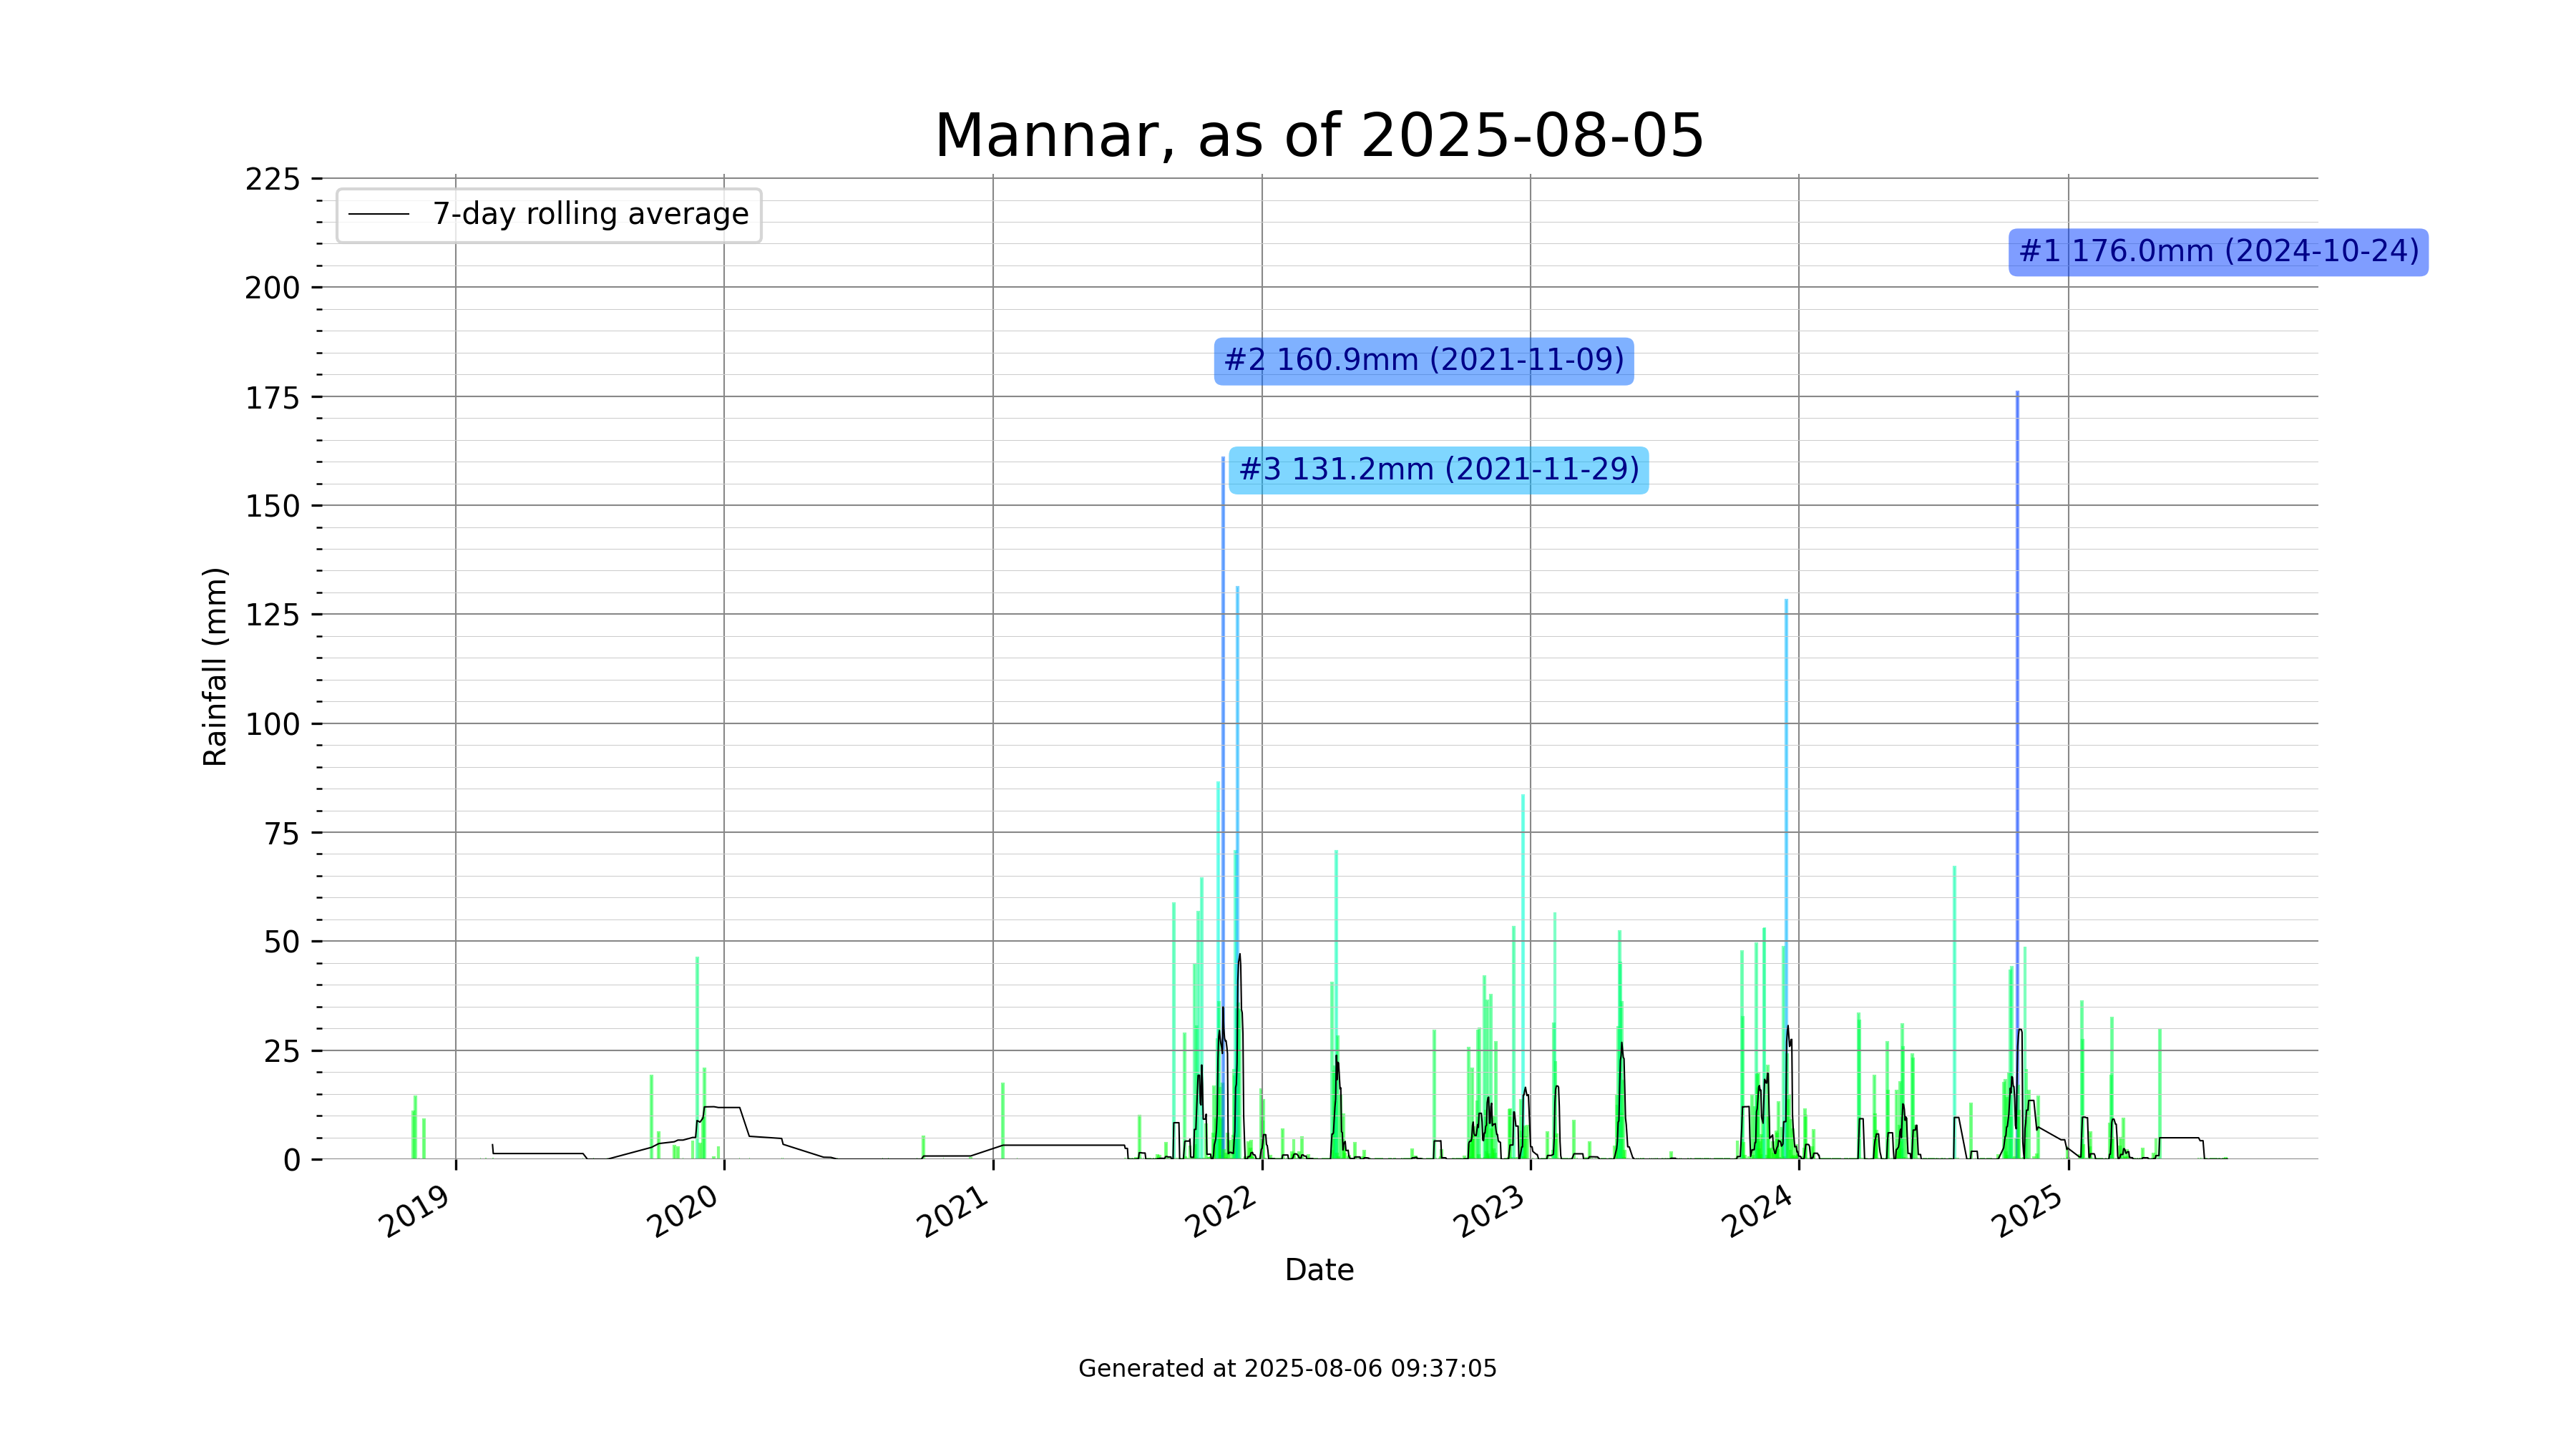 Mannar, as of 2025-08-05
7-day rolling average
#1 176.0mm (2024-10-24)
#2 160.9mm (2021-11-09)
#3 131.2mm (2021-11-29)
Rainfall (mm)
225
200
175
150
125
100
75
50
25
0
2019
2020
2021
2022
2023
2024
2025
Date
Generated at 2025-08-06 09:37:05